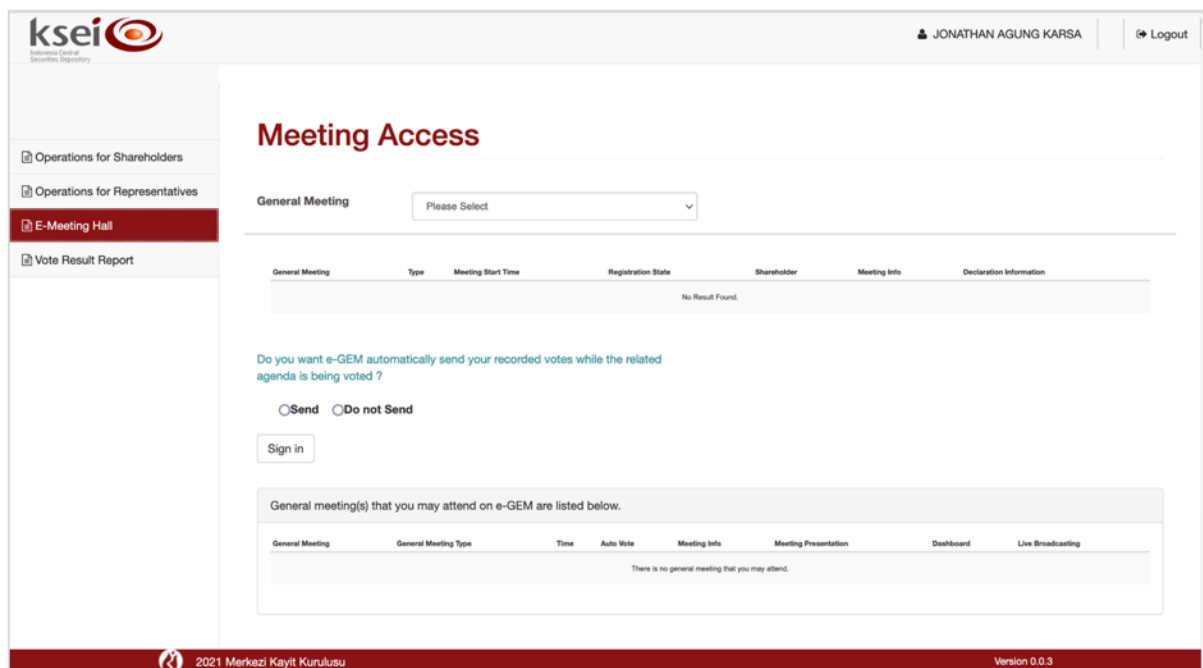 ksei
Indonesia Central
Securities Depository
JONATHAN AGUNG KARSA
Logout
Operations for Shareholders
Operations for Representatives
E-Meeting Hall
Vote Result Report
Meeting Access
General Meeting
Please Select
General Meeting Type Meeting Start Time Registration State Shareholder Meeting Info Declaration Information
No Result Found.
Do you want e-GEM automatically send your recorded votes while the related
agenda is being voted ?
Send Do not Send
Sign in
General meeting(s) that you may attend on e-GEM are listed below.
General Meeting General Meeting Type Time Auto Vote Meeting Info Meeting Presentation Dashboard Live Broadcasting
There is no general meeting that you may attend.
2021 Merkezi Kayit Kurulusu Version 0.0.3